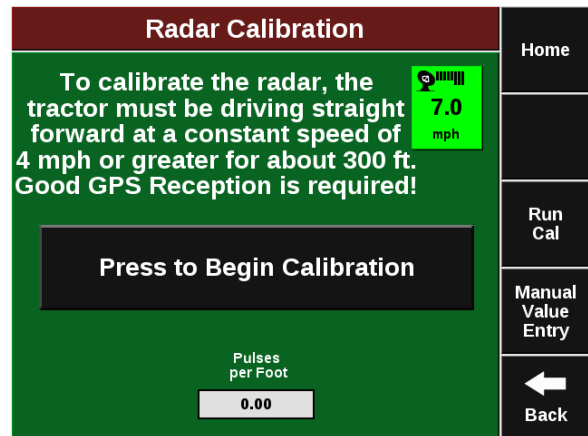 Radar Calibration
To calibrate the radar, the
tractor must be driving straight
forward at a constant speed of
4 mph or greater for about 300 ft.
Good GPS Reception is required!
7.0
mph
Press to Begin Calibration
Pulses
per Foot
0.00
Home
Run
Cal
Manual
Value
Entry
Back